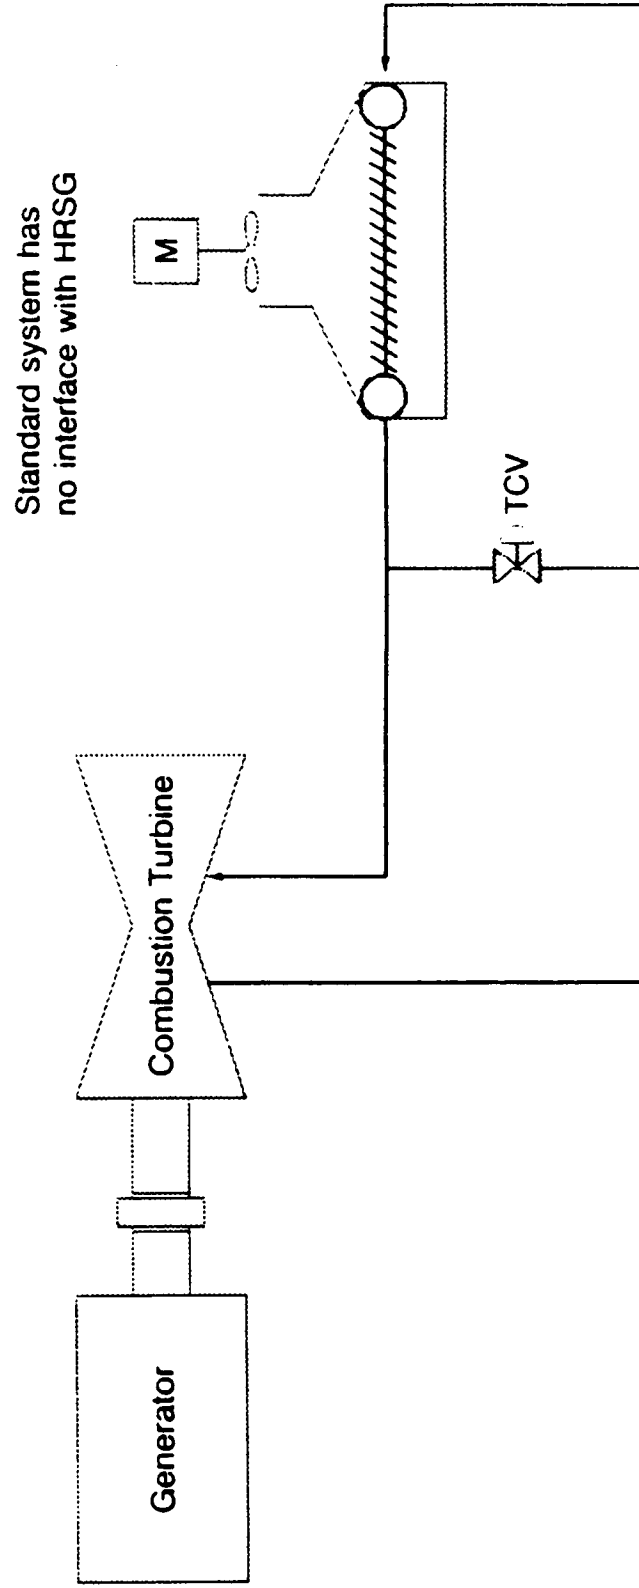 Standard system has
no interface with HRSG
M
TCV
Combustion Turbine
Generator